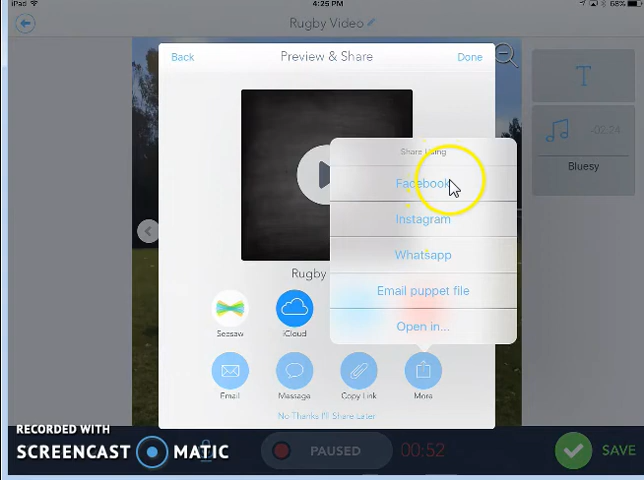 iPad
4:25 PM
68%
Rugby Video
Back
Preview & Share
Done
T
-02:24
Bluesy
Share Using
Facebook
Instagram
Whatsapp
Email puppet file
Open in...
Rugby
Seesaw
iCloud
Email
Message
Copy Link
More
No Thanks I'll Share Later
RECORDED WITH
SCREENCAST MATIC
PAUSED
00:52
SAVE